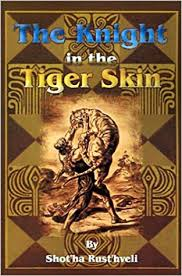 The Knight
in the
Tiger Skin
By
Shot'ha Rust'hveli